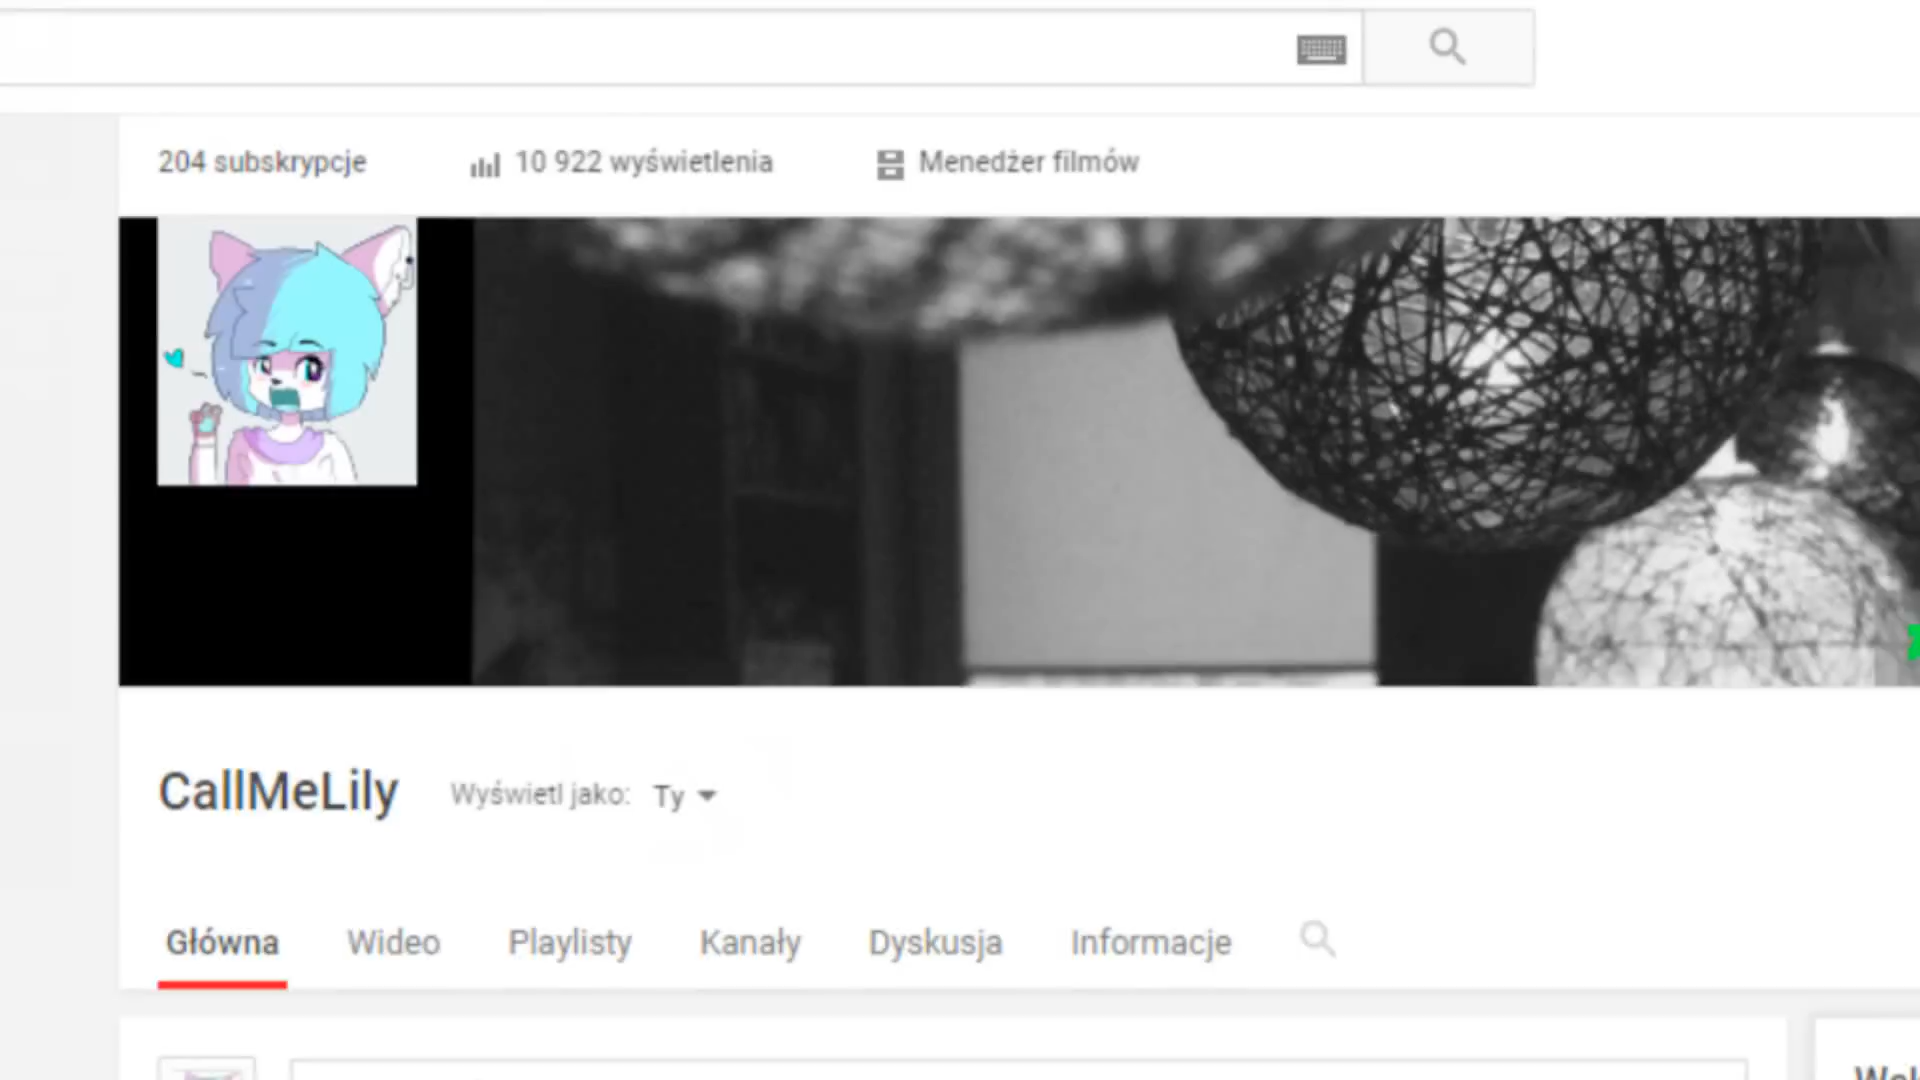 204 subskrypcje 10 922 wyświetlenia Menedżer filmów
CallMeLily Wyświetl jako: Ty
Główna Wideo Playlisty Kanały Dyskusja Informacje